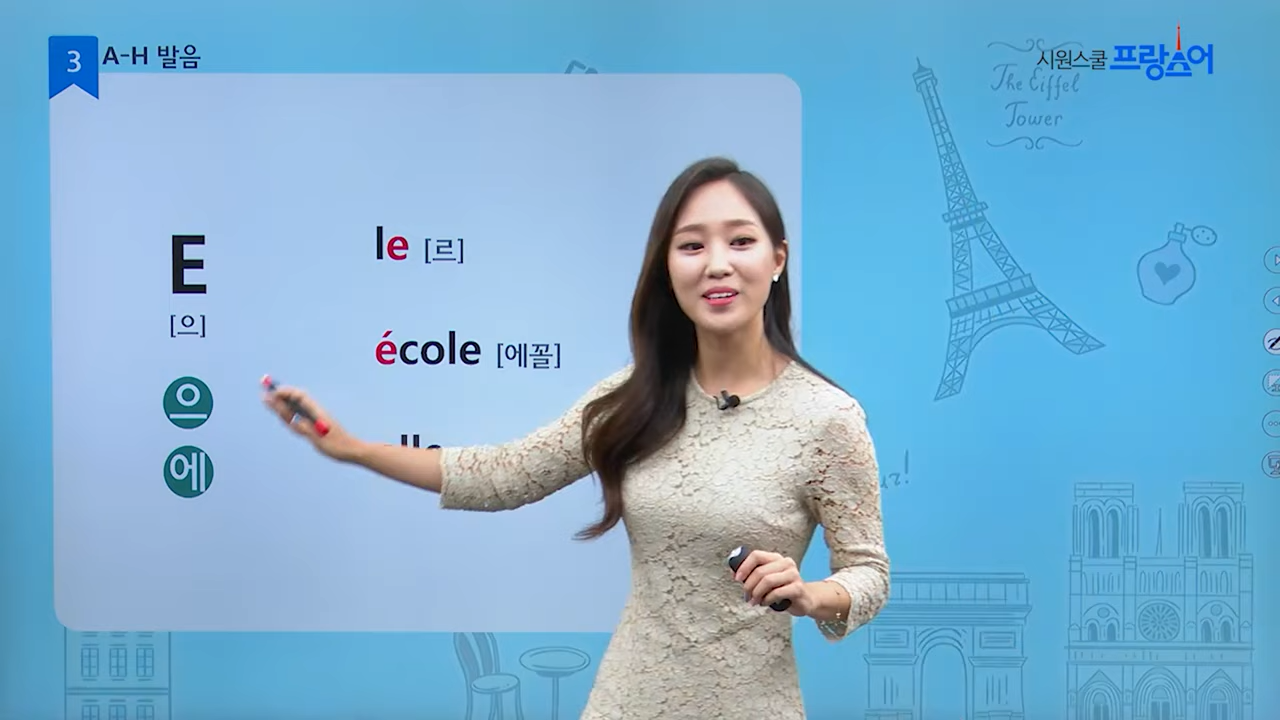 3 A-H 발음
시원스쿨 프랑스어
The Eiffel
Tower
E
[으]
으
에
le [르]
école [에꼴]